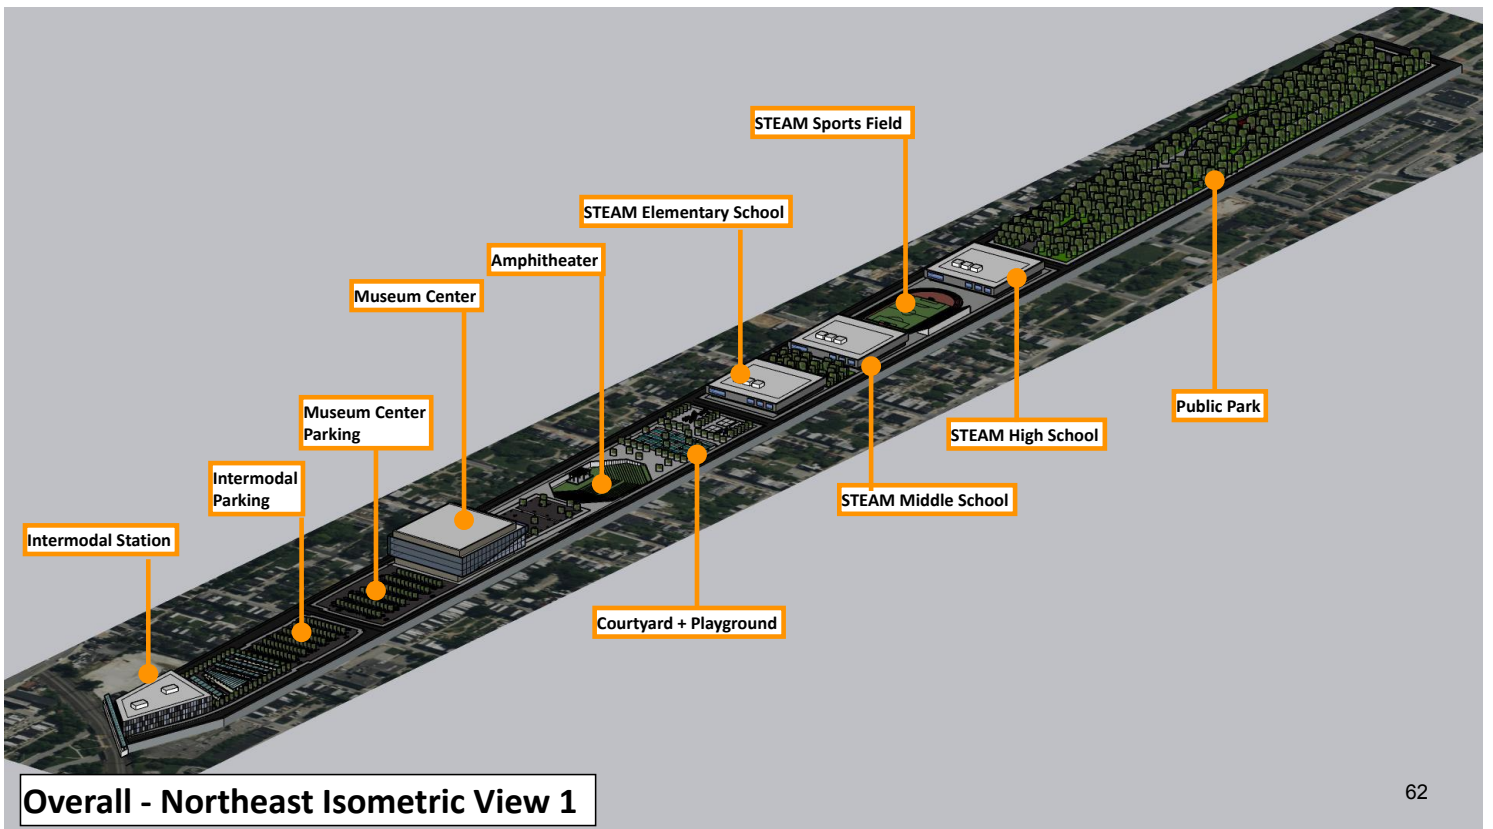 STEAM Sports Field
STEAM Elementary School
Amphitheater
Museum Center
Museum Center
Parking
Intermodal
Parking
Intermodal Station
Public Park
STEAM High School
STEAM Middle School
Courtyard + Playground
Overall - Northeast Isometric View 1
62